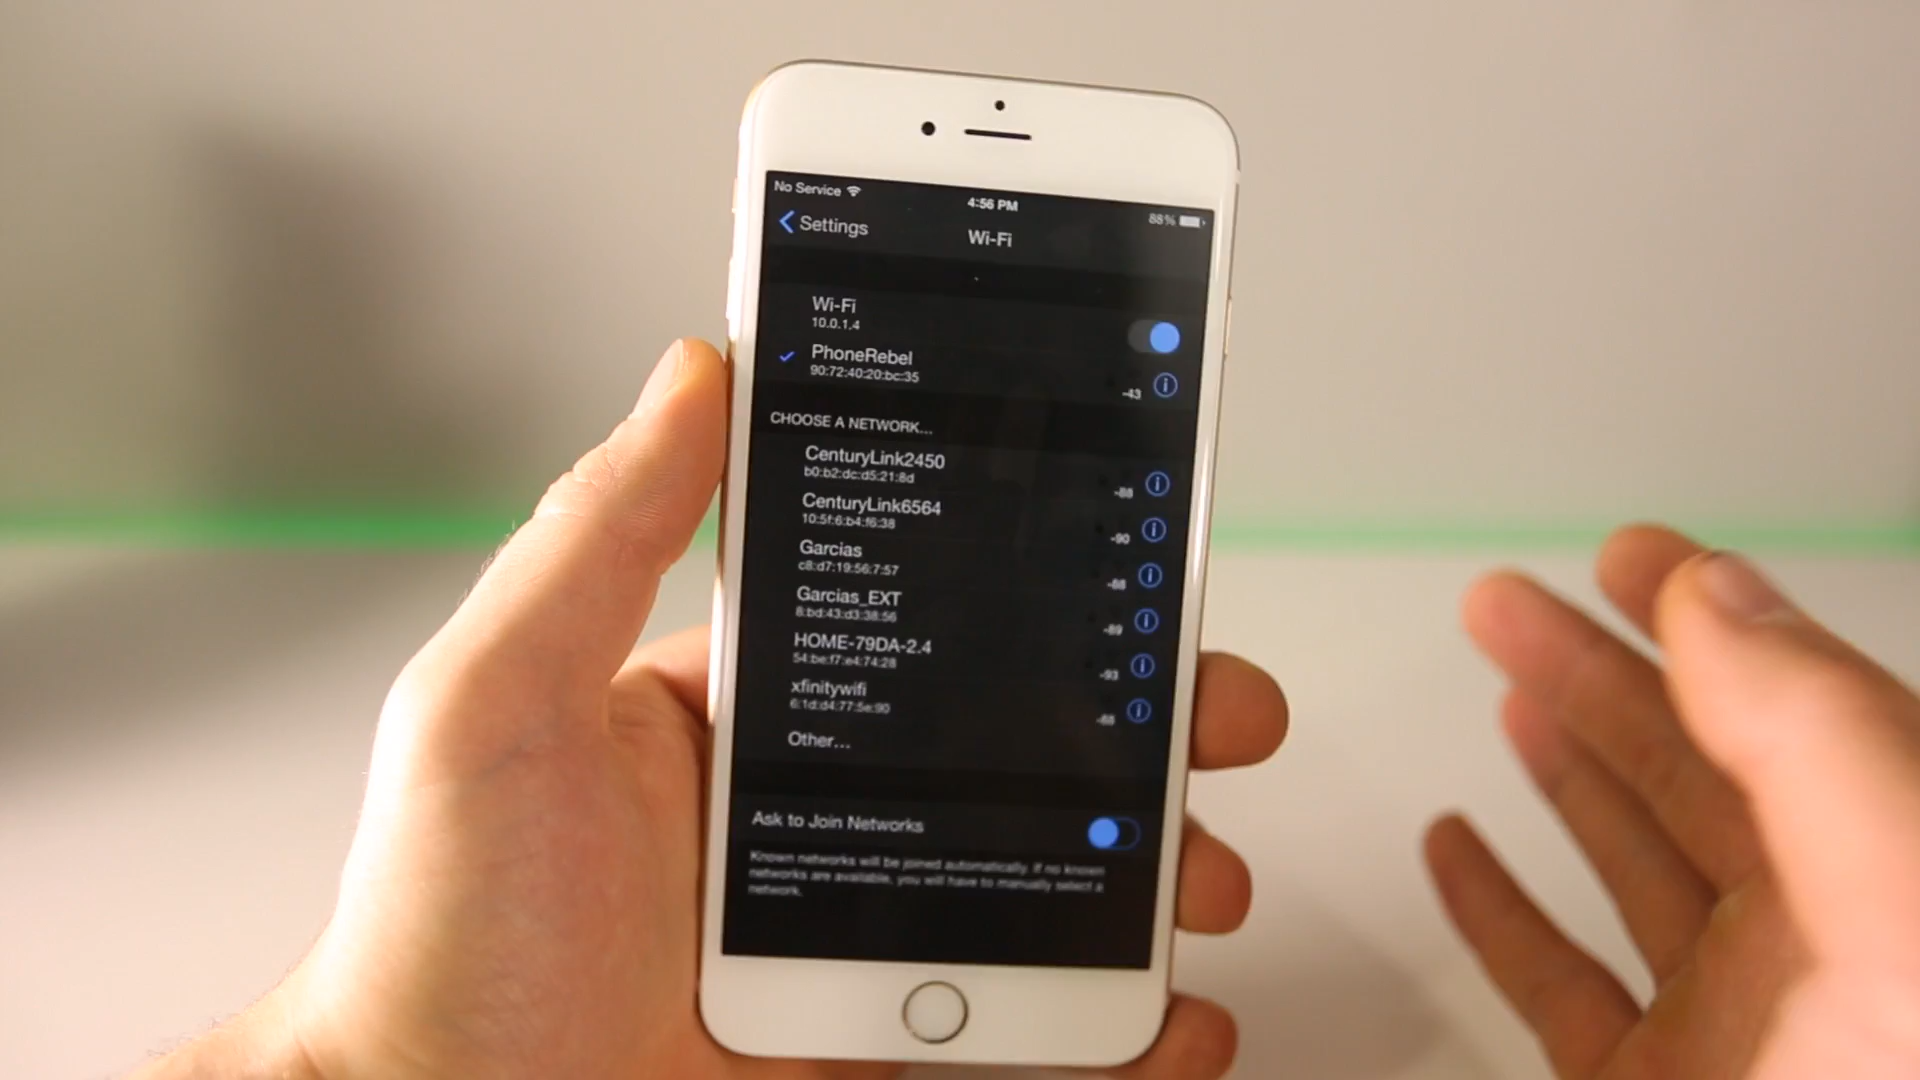 No Service
4:56 PM
88%
Settings
Wi-Fi
Wi-Fi
10.0.1.4
PhoneRebel
90:72:40:20:bc:35
-43
CHOOSE A NETWORK...
CenturyLink2450
b0:b2:dc:d5:21:8d
-88
CenturyLink6564
10:5f:6:b4:f6:38
-90
Garcias
c8:d7:19:56:7:57
-88
Garcias_EXT
8:bd:43:d3:38:56
-89
HOME-79DA-2.4
54:be:f7:e4:74:28
-93
xfinitywifi
6:1d:d4:77:5e:90
-88
Other...
Ask to Join Networks
Known networks will be joined automatically. If no known
networks are available, you will have to manually select a
network.